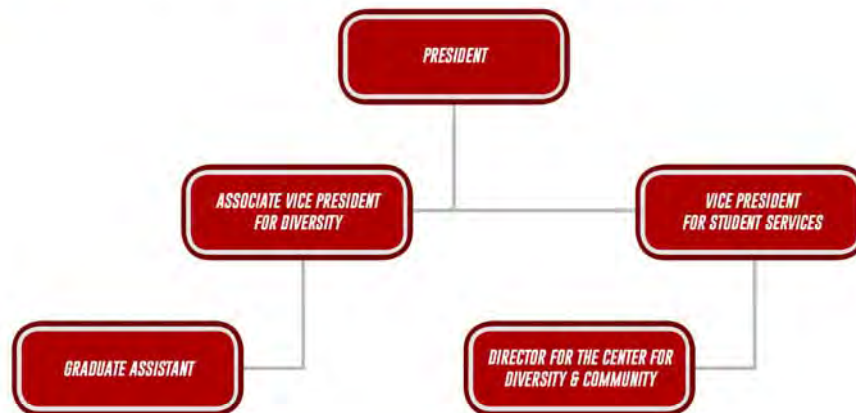 PRESIDENT
ASSOCIATE VICE PRESIDENT
FOR DIVERSITY
VICE PRESIDENT
FOR STUDENT SERVICES
GRADUATE ASSISTANT
DIRECTOR FOR THE CENTER FOR
DIVERSITY & COMMUNITY